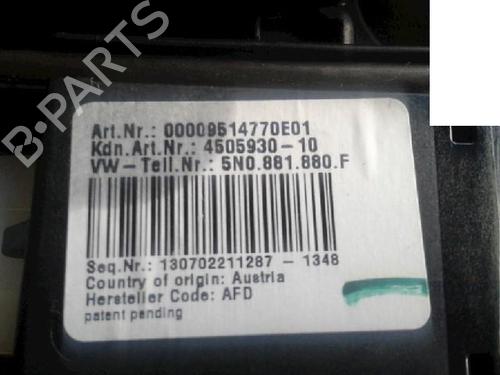 Art.Nr.: 00009514770E01
Kdn.Art.Nr.: 4505930-10
VW-Teil.Nr.: 5N0.881.880.F
Seq.Nr.: 130702211287 - 1348
Country of origin: Austria
Hersteller Code: AFD
patent pending